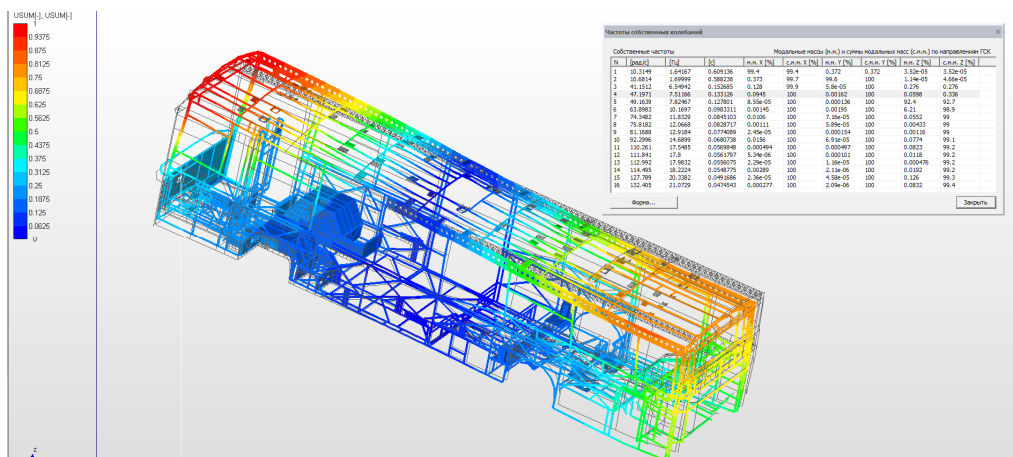 USUM[-], USUM[-]
1
0.9375
0.875
0.8125
0.75
0.6875
0.625
0.5625
0.5
0.4375
0.375
0.3125
0.25
0.1875
0.125
0.0625
0
Частоты собственных колебаний
Собственные частоты Модальные массы (м.м.) и суммы модальных масс (с.м.м.) по направлениям ГСК
N [рад/с] [Гц] [с] м.м. X [%] с.м.м. X [%] м.м. Y [%] с.м.м. Y [%] м.м. Z [%] с.м.м. Z [%]
1 10.3149 1.64167 0.609136 99.4 99.4 0.372 0.372 3.52e-05 3.52e-05
2 10.6814 1.69999 0.588238 0.373 99.7 99.6 100 1.14e-05 4.66e-05
3 41.1512 6.54942 0.152685 0.128 99.9 5.8e-05 100 0.276 0.276
4 47.1971 7.51166 0.133126 0.0945 100 0.00162 100 0.0598 0.336
5 49.1639 7.82467 0.127801 8.55e-05 100 0.000136 100 92.4 92.7
6 63.8983 10.1697 0.0983311 0.00145 100 0.00195 100 6.21 98.9
7 74.3482 11.8329 0.0845103 0.0106 100 7.16e-05 100 0.0552 99
8 75.8182 12.0668 0.0828717 0.00111 100 5.89e-05 100 0.00433 99
9 81.1688 12.9184 0.0774089 2.45e-05 100 0.000154 100 0.00116 99
10 92.2996 14.6899 0.0680738 0.0156 100 6.91e-05 100 0.0774 99.1
11 110.261 17.5485 0.0569848 0.000494 100 0.000497 100 0.0823 99.2
12 111.841 17.8 0.0561797 5.34e-06 100 0.000101 100 0.0118 99.2
13 112.992 17.9832 0.0556075 2.29e-05 100 1.16e-05 100 0.000476 99.2
14 114.495 18.2224 0.0548775 0.00289 100 2.11e-06 100 0.0192 99.2
15 127.789 20.3382 0.0491686 2.36e-05 100 4.58e-05 100 0.126 99.3
16 132.405 21.0729 0.0474543 0.000277 100 2.09e-06 100 0.0832 99.4
Форма... Закрыть
z